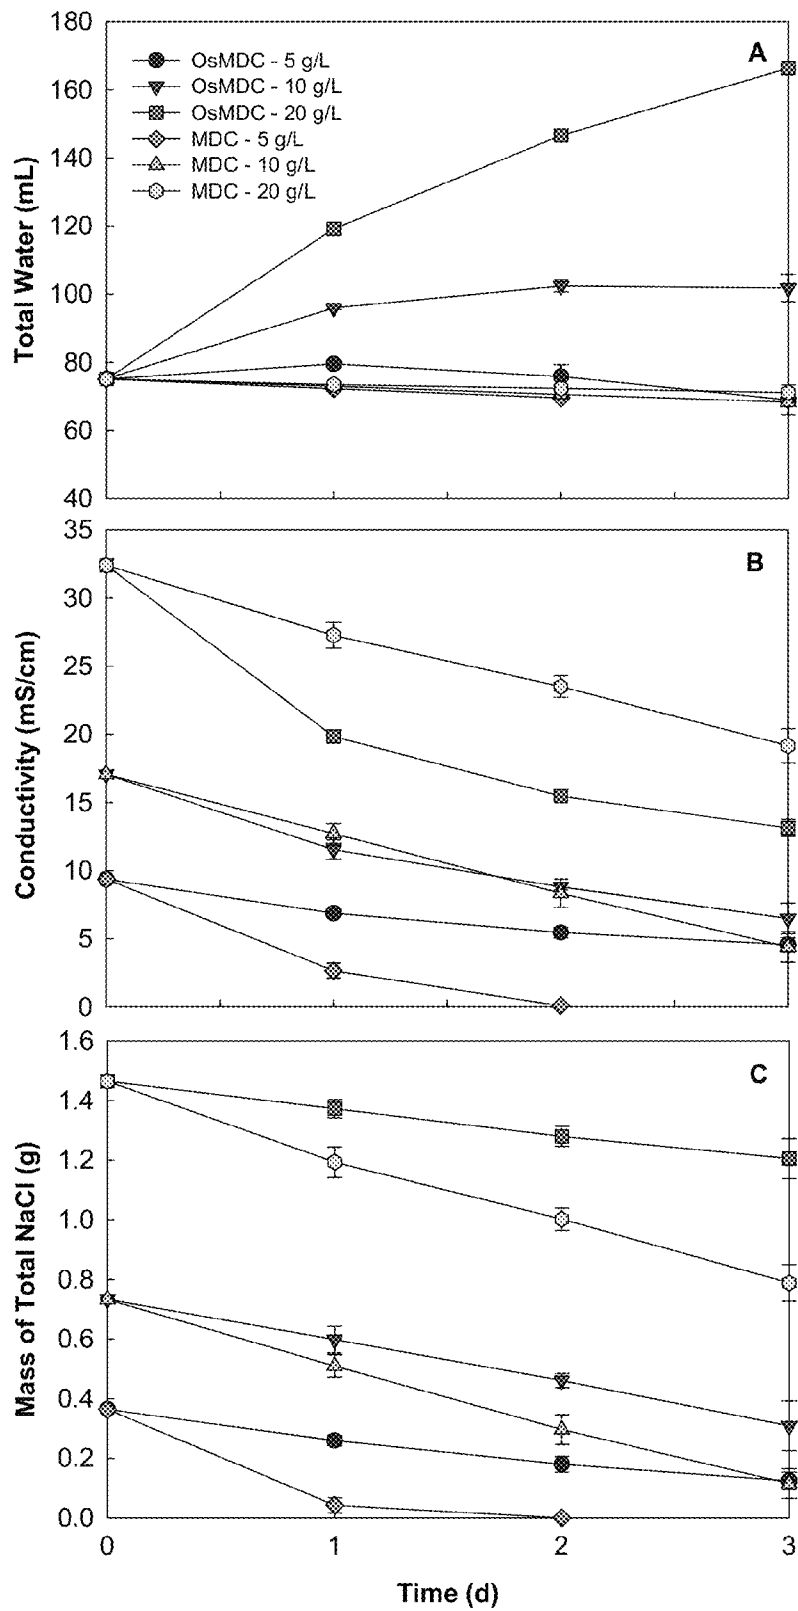 180
160
140
120
100
80
60
40
Total Water (mL)
A
OsMDC - 5 g/L
OsMDC - 10 g/L
OsMDC - 20 g/L
MDC - 5 g/L
MDC - 10 g/L
MDC - 20 g/L
35
30
25
20
15
10
5
0
Conductivity (mS/cm)
B
1.6
1.4
1.2
1.0
0.8
0.6
0.4
0.2
0.0
Mass of Total NaCl (g)
C
0 1 2 3
Time (d)